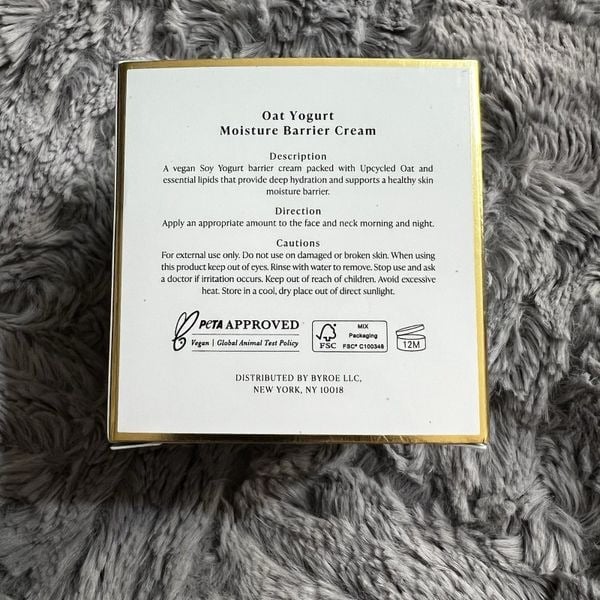 Oat Yogurt
Moisture Barrier Cream
Description
A vegan Soy Yogurt barrier cream packed with Upcycled Oat and
essential lipids that provide deep hydration and supports a healthy skin
moisture barrier.
Direction
Apply an appropriate amount to the face and neck morning and night.
Cautions
For external use only. Do not use on damaged or broken skin. When using
this product keep out of eyes. Rinse with water to remove. Stop use and ask
a doctor if irritation occurs. Keep out of reach of children. Avoid excessive
heat. Store in a cool, dry place out of direct sunlight.
PETA APPROVED
Vegan | Global Animal Test Policy
FSC
MIX
Packaging
FSC® C100348
12M
DISTRIBUTED BY BYROE LLC,
NEW YORK, NY 10018